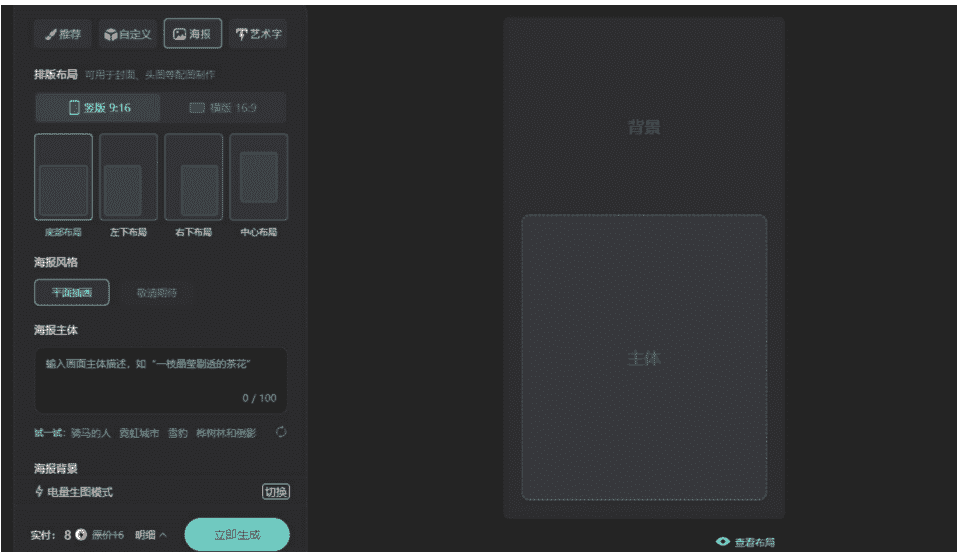 推荐 自定义 海报 艺术字
排版布局 可用于封面、头图等配图制作
竖版 9:16 横版 16:9
底部布局 左下布局 右下布局 中心布局
海报风格
平面插画 敬请期待
海报主体
输入画面主体描述，如 “一枝晶莹剔透的茶花”
0 / 100
试一试：骑马的人 霓虹城市 雪豹 桦树林和倒影
海报背景
电量生图模式 切换
实付：8 原价16 明细 立即生成
背景
主体
查看布局